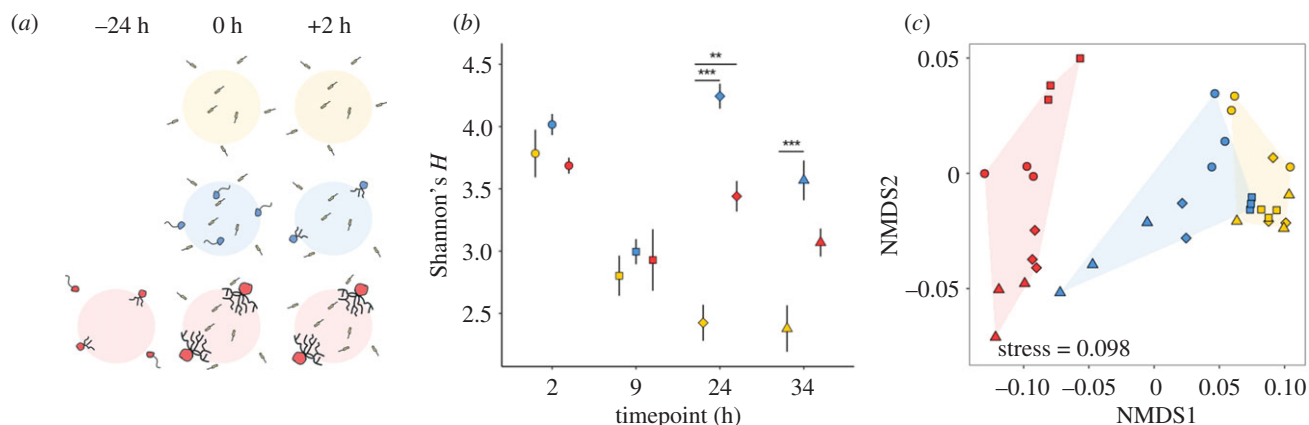 (a) −24 h 0 h +2 h
(b)
4.5
4.0
3.5
3.0
2.5
Shannon's H
**
***
***
2 9 24 34
timepoint (h)
(c)
0.05
0
−0.05
NMDS2
stress = 0.098
−0.10 −0.05 0 0.05 0.10
NMDS1